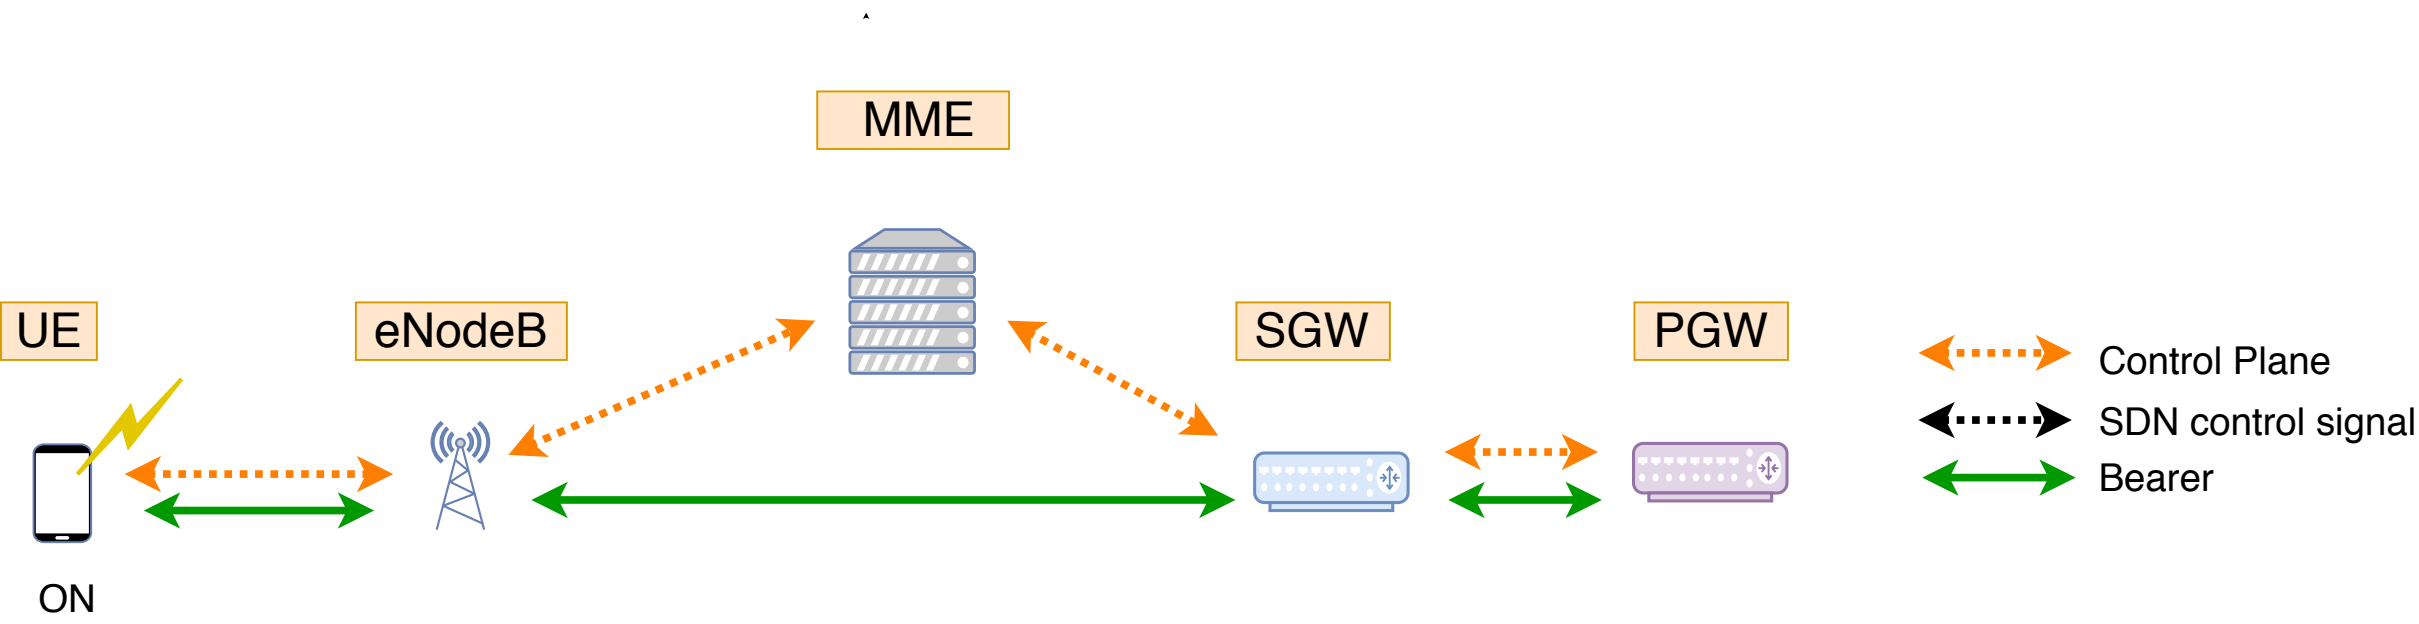 MME
UE
eNodeB
SGW
PGW
Control Plane
SDN control signal
Bearer
ON